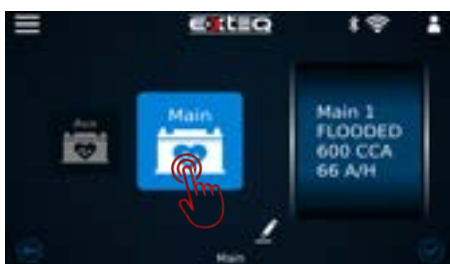 EXTEQ
Aux
Main
Main 1
FLOODED
600 CCA
66 A/H
Main